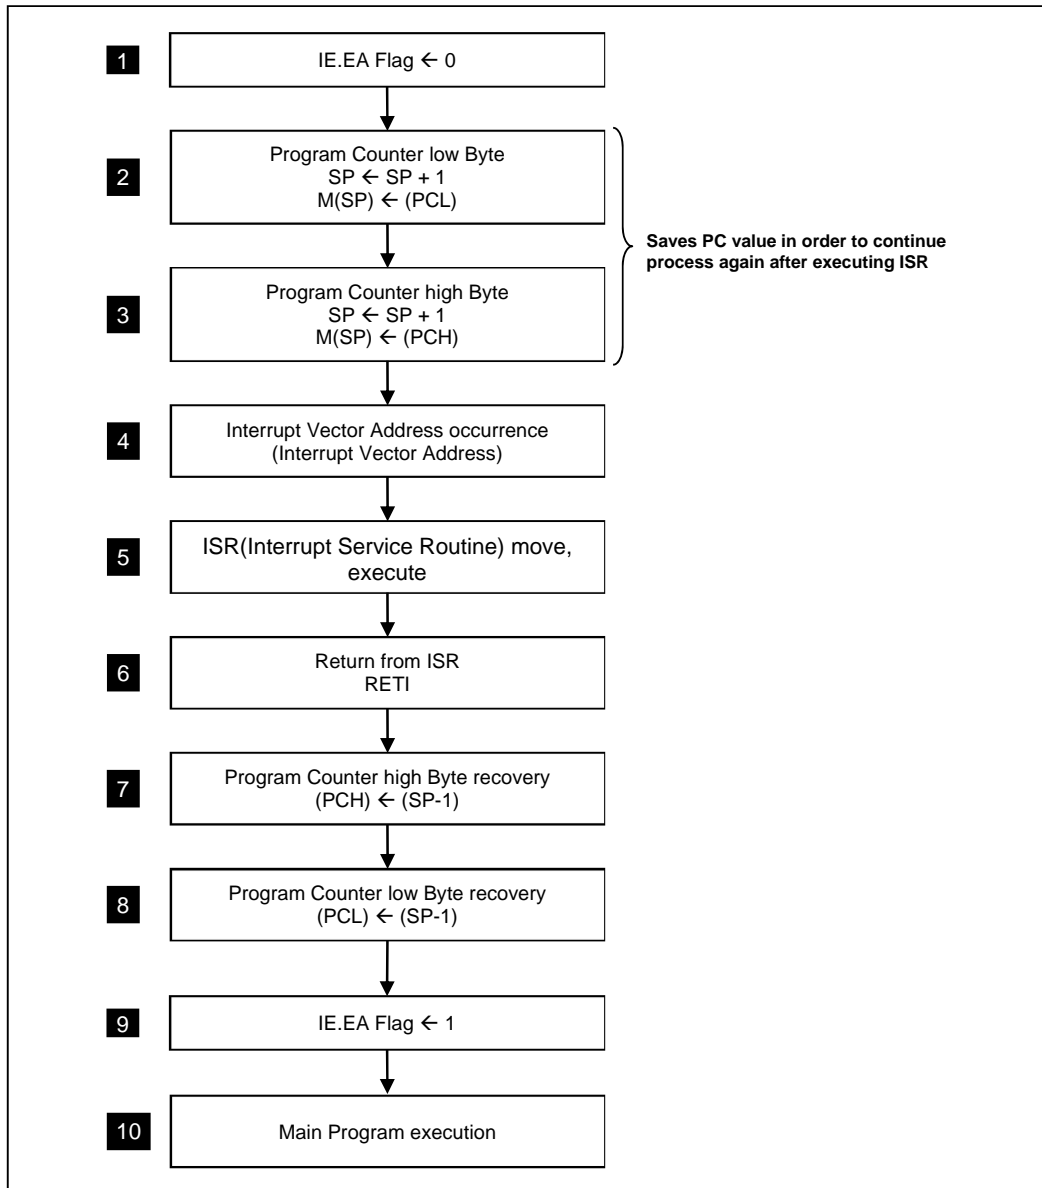 1
IE.EA Flag ← 0
2
Program Counter low Byte
SP ← SP + 1
M(SP) ← (PCL)
3
Program Counter high Byte
SP ← SP + 1
M(SP) ← (PCH)
Saves PC value in order to continue
process again after executing ISR
4
Interrupt Vector Address occurrence
(Interrupt Vector Address)
5
ISR(Interrupt Service Routine) move,
execute
6
Return from ISR
RETI
7
Program Counter high Byte recovery
(PCH) ← (SP-1)
8
Program Counter low Byte recovery
(PCL) ← (SP-1)
9
IE.EA Flag ← 1
10
Main Program execution